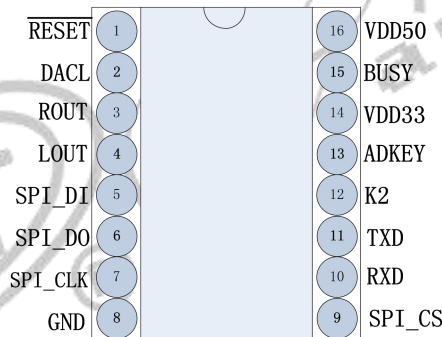 RESET 1 16 VDD50
DACL 2 15 BUSY
ROUT 3 14 VDD33
LOUT 4 13 ADKEY
SPI_DI 5 12 K2
SPI_DO 6 11 TXD
SPI_CLK 7 10 RXD
GND 8 9 SPI_CS